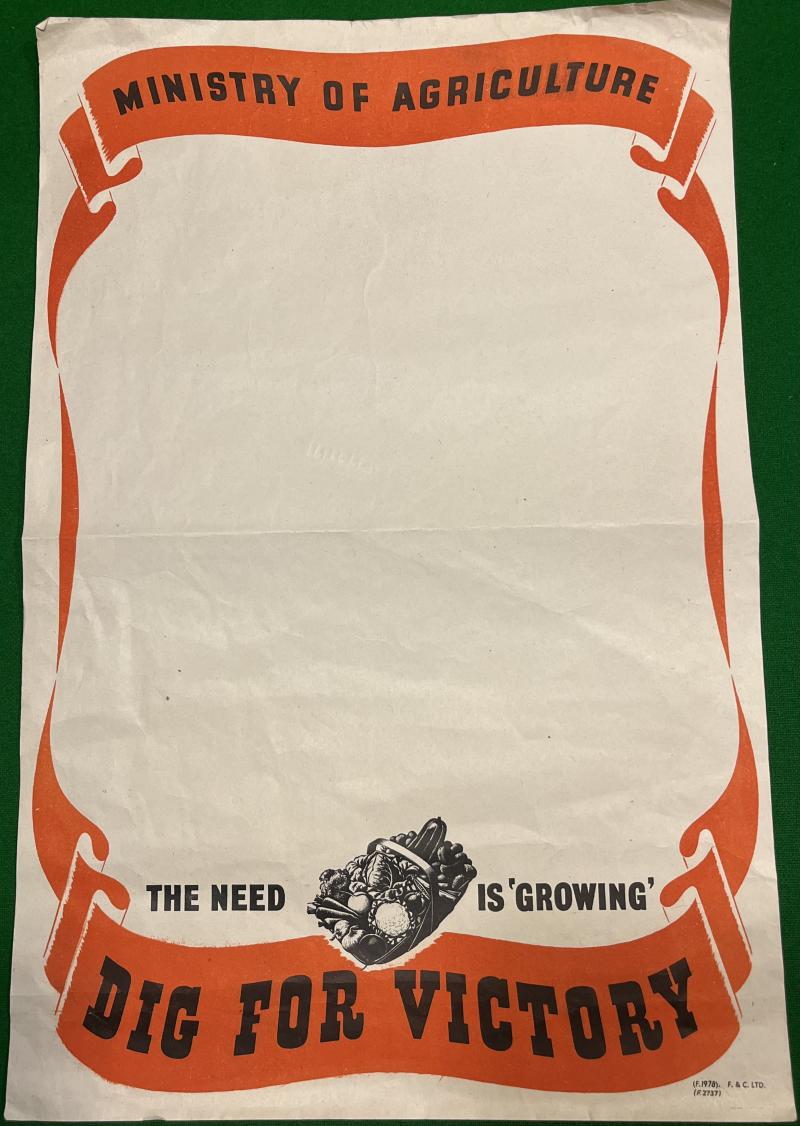 MINISTRY OF AGRICULTURE
THE NEED IS 'GROWING'
DIG FOR VICTORY
(F.1978). F. & C. LTD.
(F.2737)